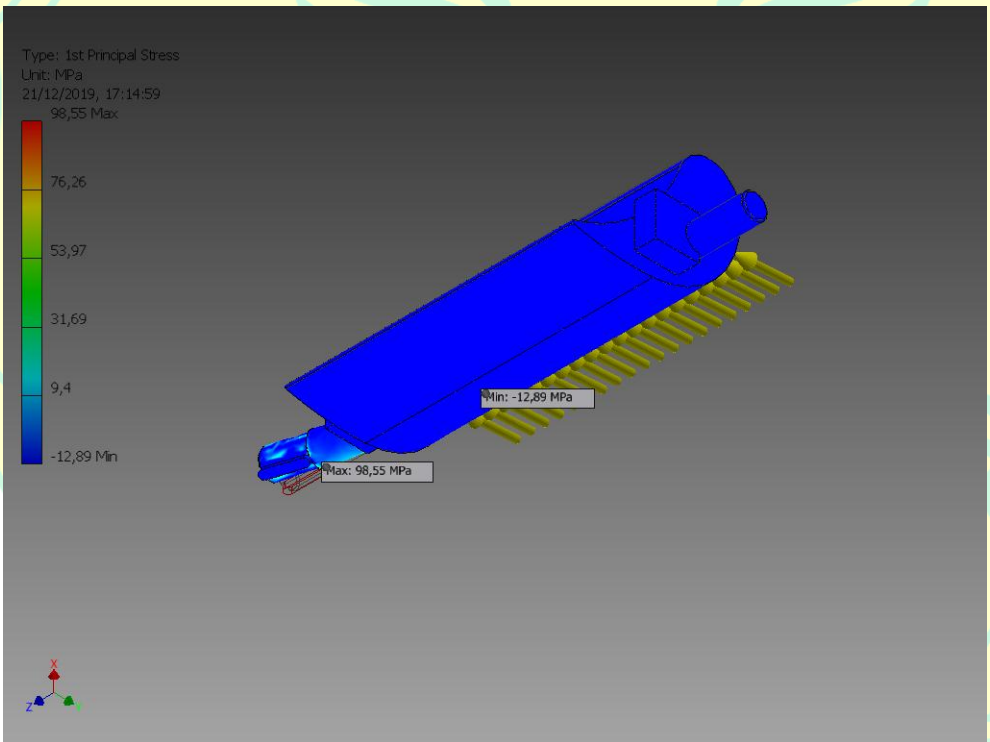 Type: 1st Principal Stress
Unit: MPa
21/12/2019, 17:14:59
98,55 Max
76,26
53,97
31,69
9,4
-12,89 Min
Min: -12,89 MPa
Max: 98,55 MPa
X
Z
Y